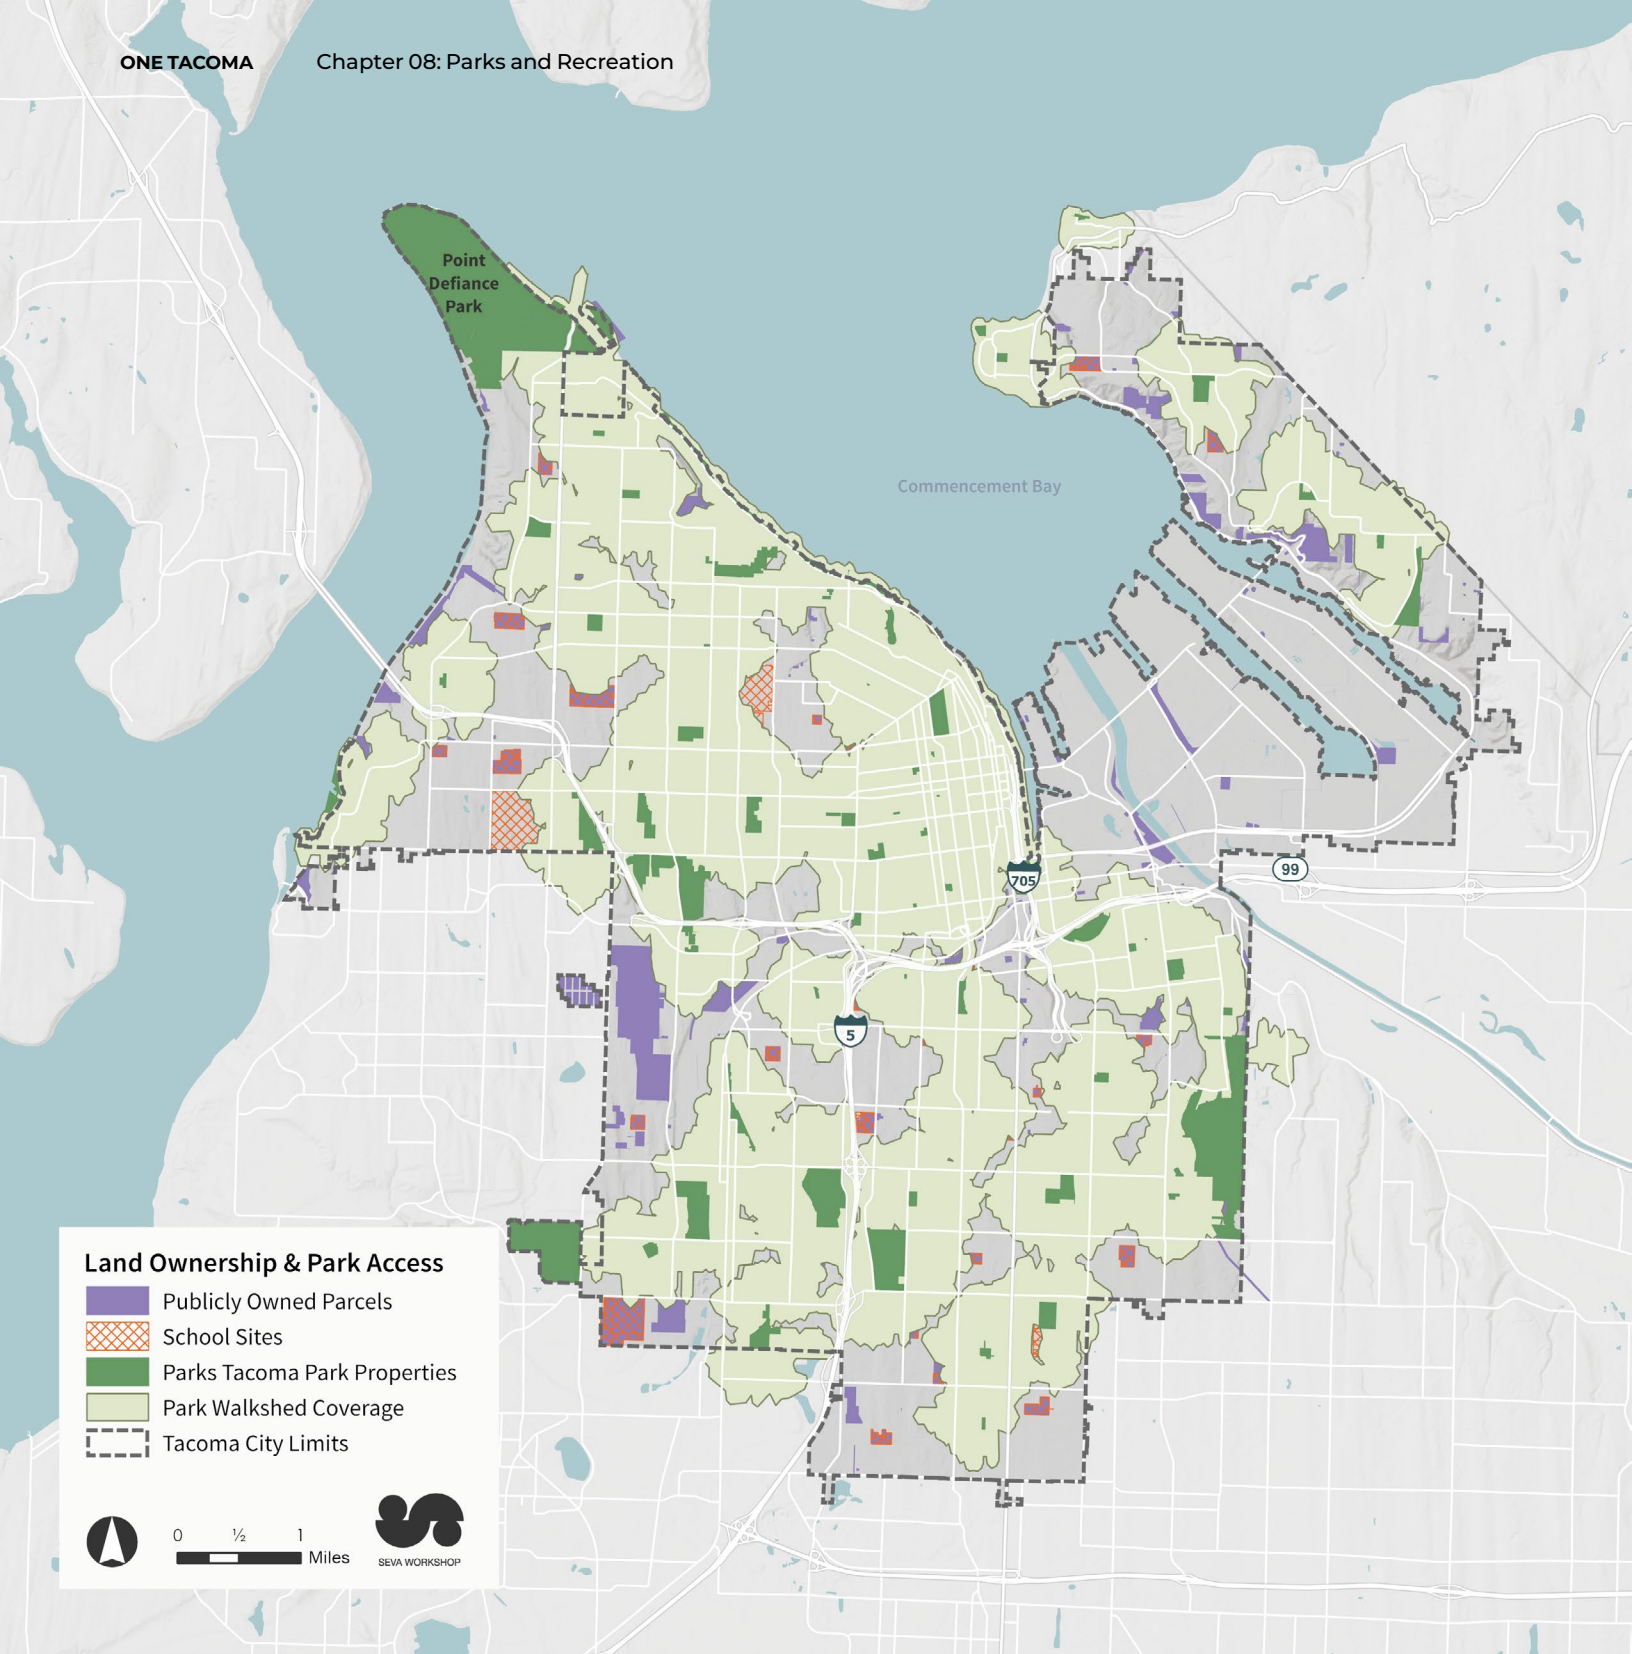 ONE TACOMA Chapter 08: Parks and Recreation
Point
Defiance
Park
Commencement Bay
705
99
5
Land Ownership & Park Access
Publicly Owned Parcels
School Sites
Parks Tacoma Park Properties
Park Walkshed Coverage
Tacoma City Limits
0 ½ 1
Miles
SEVA WORKSHOP